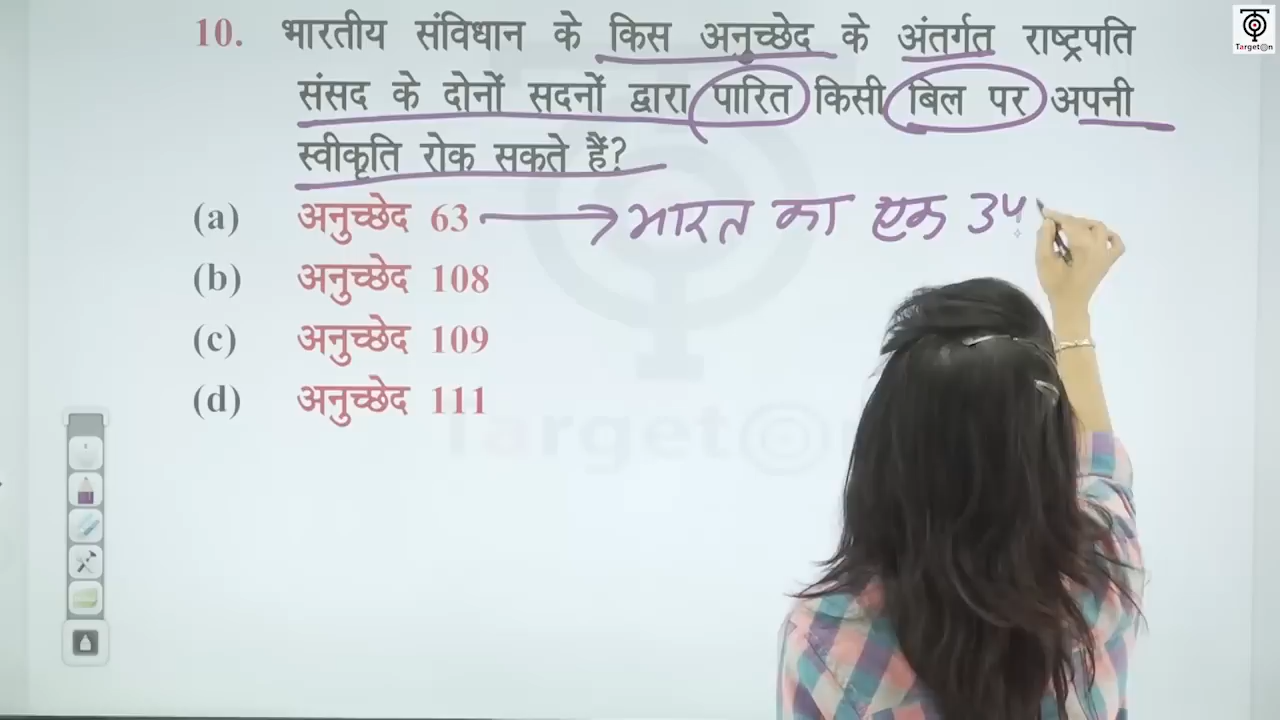 10. भारतीय संविधान के किस अनुच्छेद के अंतर्गत राष्ट्रपति
संसद के दोनों सदनों द्वारा पारित किसी बिल पर अपनी
स्वीकृति रोक सकते हैं?
(a) अनुच्छेद 63 भारत का एक उप
(b) अनुच्छेद 108
(c) अनुच्छेद 109
(d) अनुच्छेद 111
Target
Target